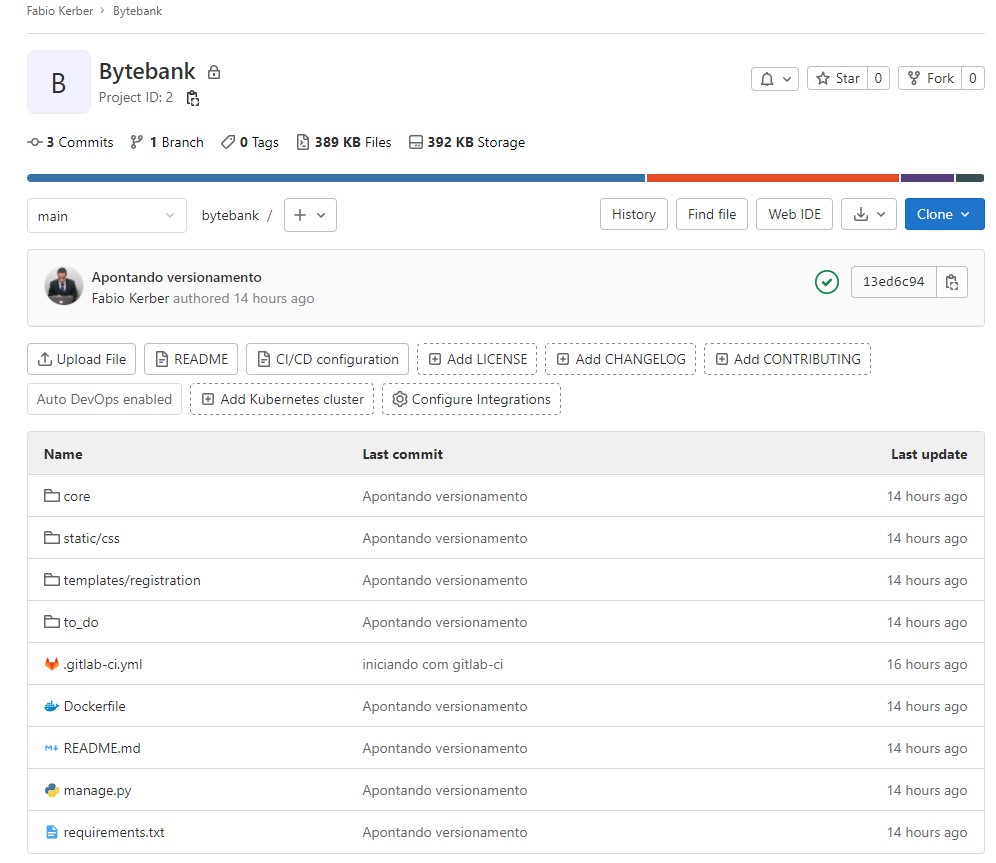 Fabio Kerber > Bytebank
B
Bytebank
Project ID: 2
Star 0
Fork 0
3 Commits 1 Branch 0 Tags 389 KB Files 392 KB Storage
main bytebank / + History Find file Web IDE Clone
Apontando versionamento
Fabio Kerber authored 14 hours ago
13ed6c94
Upload File README CI/CD configuration Add LICENSE Add CHANGELOG Add CONTRIBUTING
Auto DevOps enabled Add Kubernetes cluster Configure Integrations
Name Last commit Last update
core Apontando versionamento 14 hours ago
static/css Apontando versionamento 14 hours ago
templates/registration Apontando versionamento 14 hours ago
to_do Apontando versionamento 14 hours ago
.gitlab-ci.yml iniciando com gitlab-ci 16 hours ago
Dockerfile Apontando versionamento 14 hours ago
README.md Apontando versionamento 14 hours ago
manage.py Apontando versionamento 14 hours ago
requirements.txt Apontando versionamento 14 hours ago